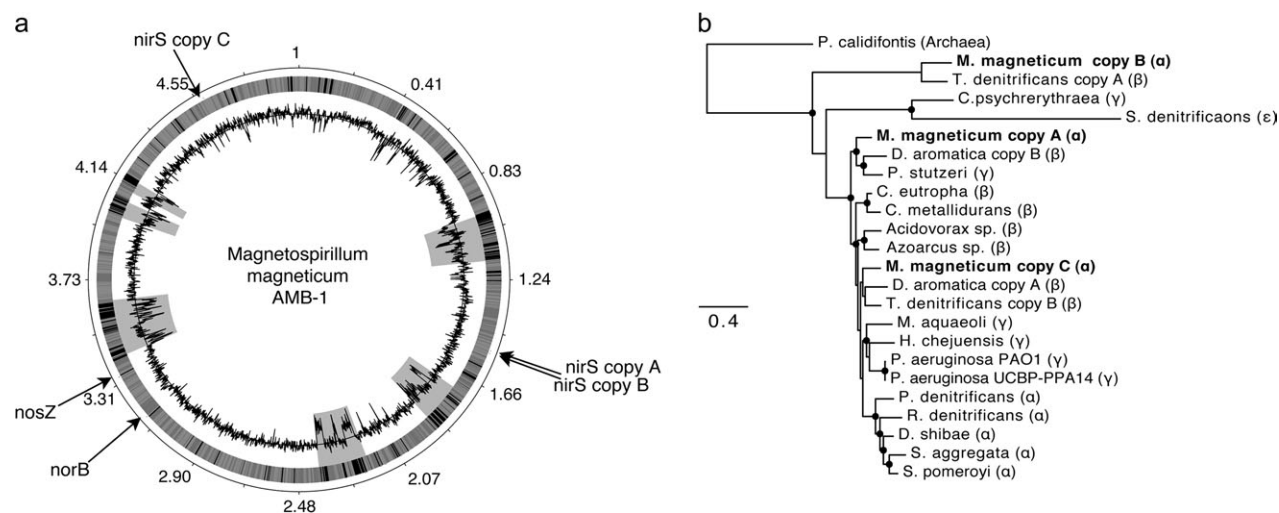 a
nirS copy C
1
0.41
0.83
1.24
1.66
2.07
2.48
2.90
3.31
3.73
4.14
4.55
Magnetospirillum
magneticum
AMB-1
nirS copy A
nirS copy B
nosZ
norB
b
P. calidifontis (Archaea)
M. magneticum copy B (α)
T. denitrificans copy A (β)
C.psychrerythraea (γ)
S. denitrificaons (ε)
M. magneticum copy A (α)
D. aromatica copy B (β)
P. stutzeri (γ)
C. eutropha (β)
C. metallidurans (β)
Acidovorax sp. (β)
Azoarcus sp. (β)
M. magneticum copy C (α)
D. aromatica copy A (β)
T. denitrificans copy B (β)
M. aquaeoli (γ)
H. chejuensis (γ)
P. aeruginosa PAO1 (γ)
P. aeruginosa UCBP-PPA14 (γ)
P. denitrificans (α)
R. denitrificans (α)
D. shibae (α)
S. aggregata (α)
S. pomeroyi (α)
0.4